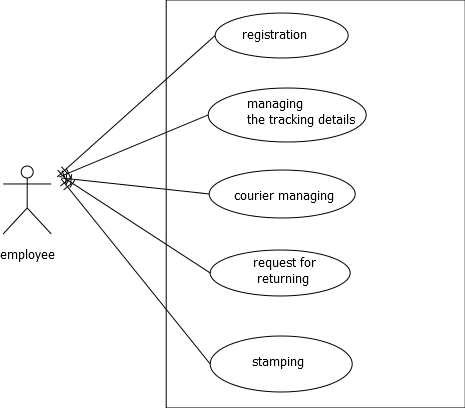 registration
managing
the tracking details
courier managing
employee
request for
returning
stamping